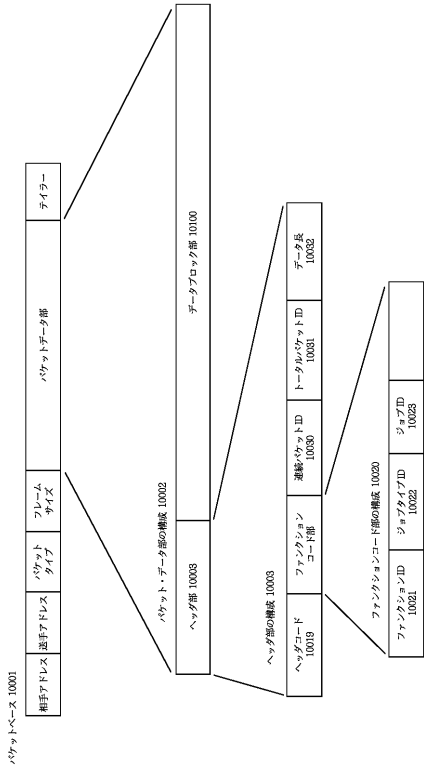 パケットベース 10001
相手アドレス
送手アドレス
パケット
タイプ
フレーム
サイズ
パケットデータ部
テイラー
パケット・データ部の構成 10002
ヘッダ部 10003
データブロック部 10100
ヘッダ部の構成 10003
ヘッダコード
10019
ファンクション
コード部
連続パケットID
10030
トータルパケットID
10031
データ長
10032
ファンクションコード部の構成 10020
ファンクションID
10021
ジョブタイプID
10022
ジョブID
10023